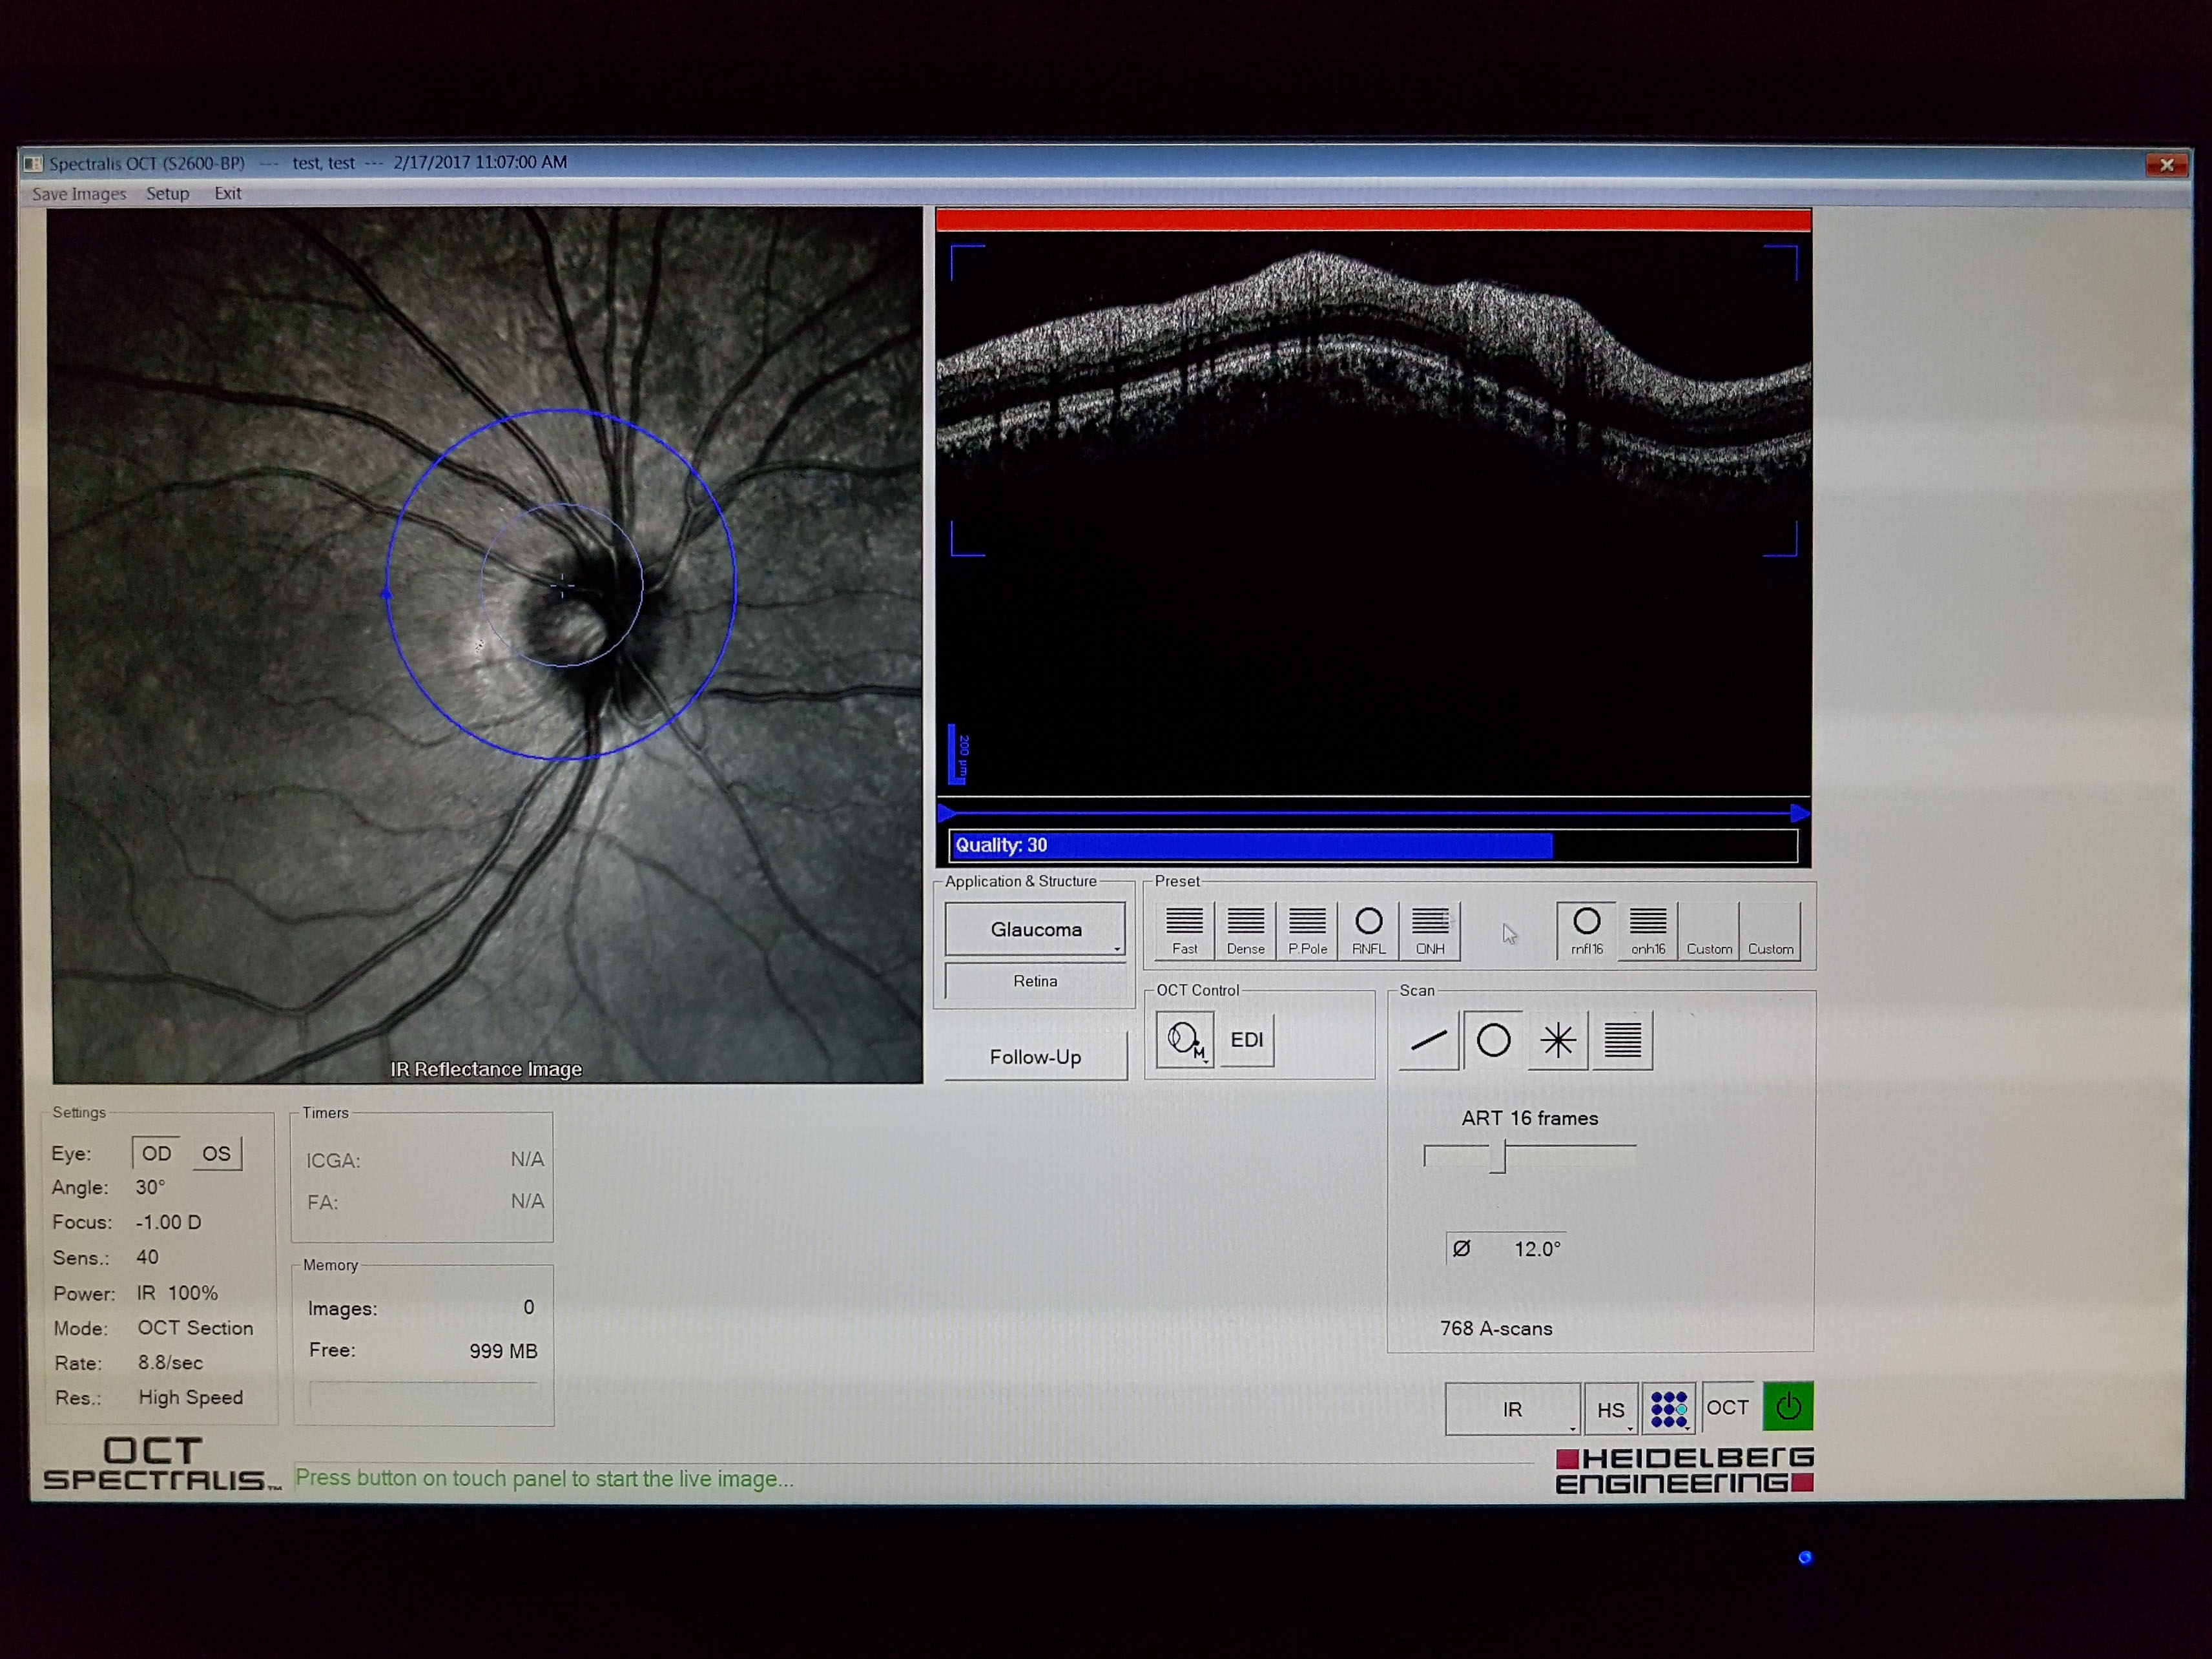 Spectralis OCT (S2600-BP) --- test, test --- 2/17/2017 11:07:00 AM
Save Images Setup Exit
IR Reflectance Image
200 µm
Quality: 30
Application & Structure
Glaucoma
Retina
Follow-Up
Preset
Fast Dense P.Pole RNFL ONH rnfl16 onh16 Custom Custom
OCT Control
M EDI
Scan
ART 16 frames
Ø 12.0°
768 A-scans
Settings
Eye: OD OS
Angle: 30°
Focus: -1.00 D
Sens.: 40
Power: IR 100%
Mode: OCT Section
Rate: 8.8/sec
Res.: High Speed
Timers
ICGA: N/A
FA: N/A
Memory
Images: 0
Free: 999 MB
IR HS OCT
OCT
SPECTRALIS™
Press button on touch panel to start the live image...
HEIDELBERG
ENGINEERING